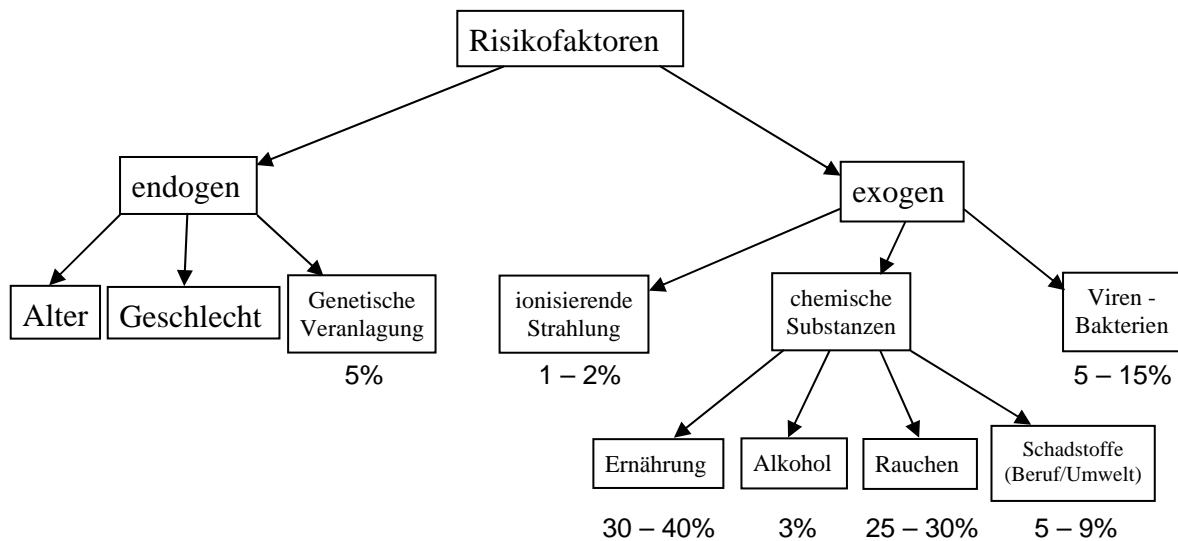 Risikofaktoren
endogen
exogen
Alter
Geschlecht
Genetische
Veranlagung
5%
ionisierende
Strahlung
1 – 2%
chemische
Substanzen
Viren -
Bakterien
5 – 15%
Ernährung
30 – 40%
Alkohol
3%
Rauchen
25 – 30%
Schadstoffe
(Beruf/Umwelt)
5 – 9%